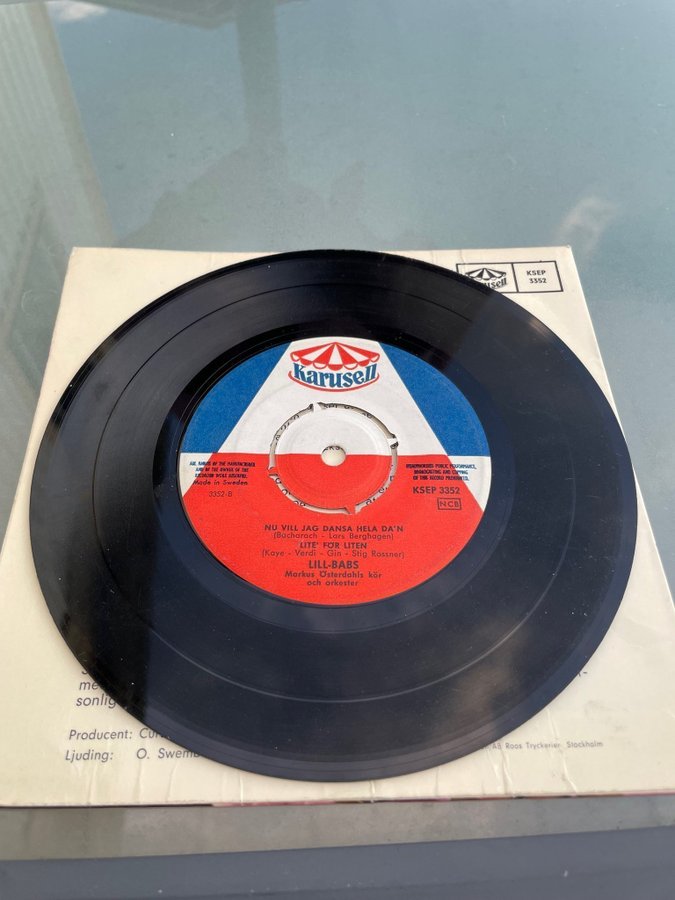 Karusell
KSEP
3352
Karusell
ALL RIGHTS OF THE MANUFACTURER
AND OF THE OWNER OF THE
RECORDED WORK RESERVED.
Made in Sweden
3352-B
UNAUTHORISED PUBLIC PERFORMANCE,
BROADCASTING AND COPYING
OF THIS RECORD PROHIBITED.
KSEP 3352
NCB
NU VILL JAG DANSA HELA DA'N
(Bacharach - Lars Berghagen)
LITE' FÖR LITEN
(Kaye - Verdi - Gin - Stig Rossner)
LILL-BABS
Markus Österdahls kör
och orkester
me
sonlig
Producent:
Ljuding: O.
Roos Tryckerier, Stockholm